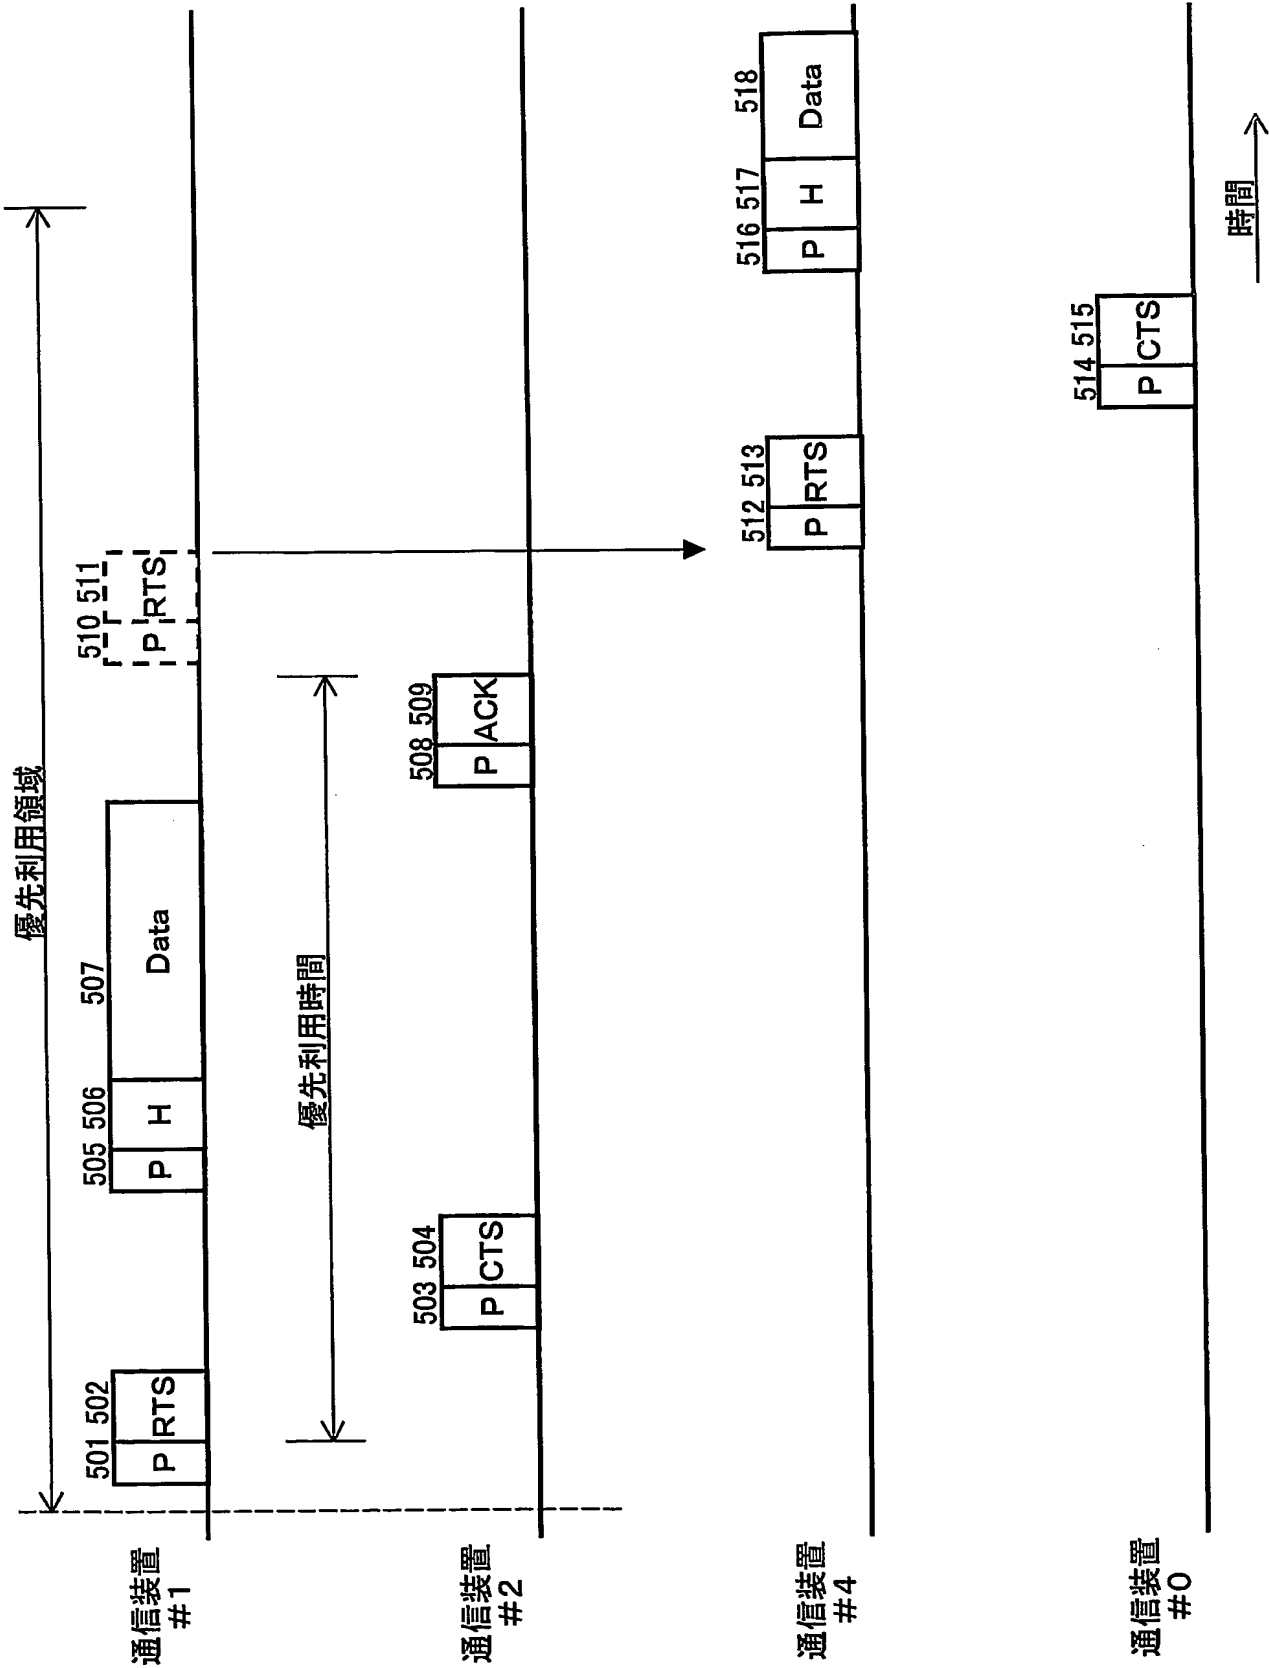 優先利用領域
501 502
P RTS
505 506 507
P H Data
510 511
P RTS
通信装置
#1
優先利用時間
503 504
P CTS
508 509
P ACK
通信装置
#2
512 513
P RTS
516 517 518
P H Data
通信装置
#4
514 515
P CTS
通信装置
#0
時間